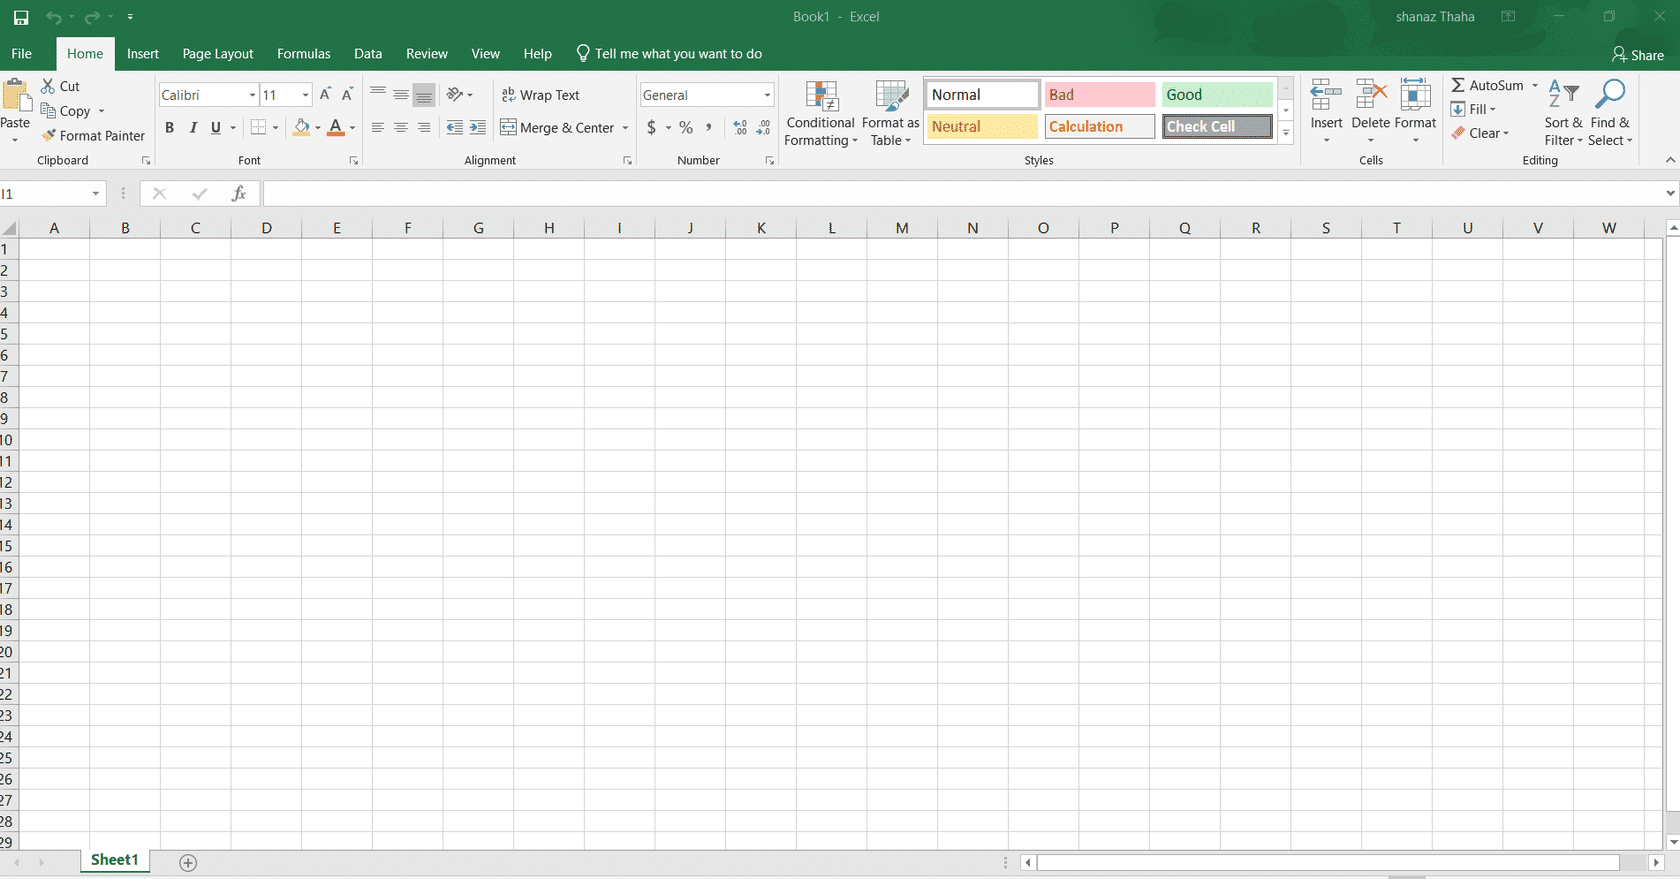 Book1 - Excel
shanaz Thaha
File Home Insert Page Layout Formulas Data Review View Help Tell me what you want to do
Share
Paste
Cut
Copy
Format Painter
Clipboard
Calibri 11
B I U
Font
Wrap Text
Merge & Center
Alignment
General
$ % ,
Number
Conditional Formatting
Format as Table
Normal Bad Good
Neutral Calculation Check Cell
Styles
Insert Delete Format
Cells
AutoSum
Fill
Clear
Sort & Filter
Find & Select
Editing
I1
fx
A B C D E F G H I J K L M N O P Q R S T U V W
1
2
3
4
5
6
7
8
9
10
11
12
13
14
15
16
17
18
19
20
21
22
23
24
25
26
27
28
29
Sheet1